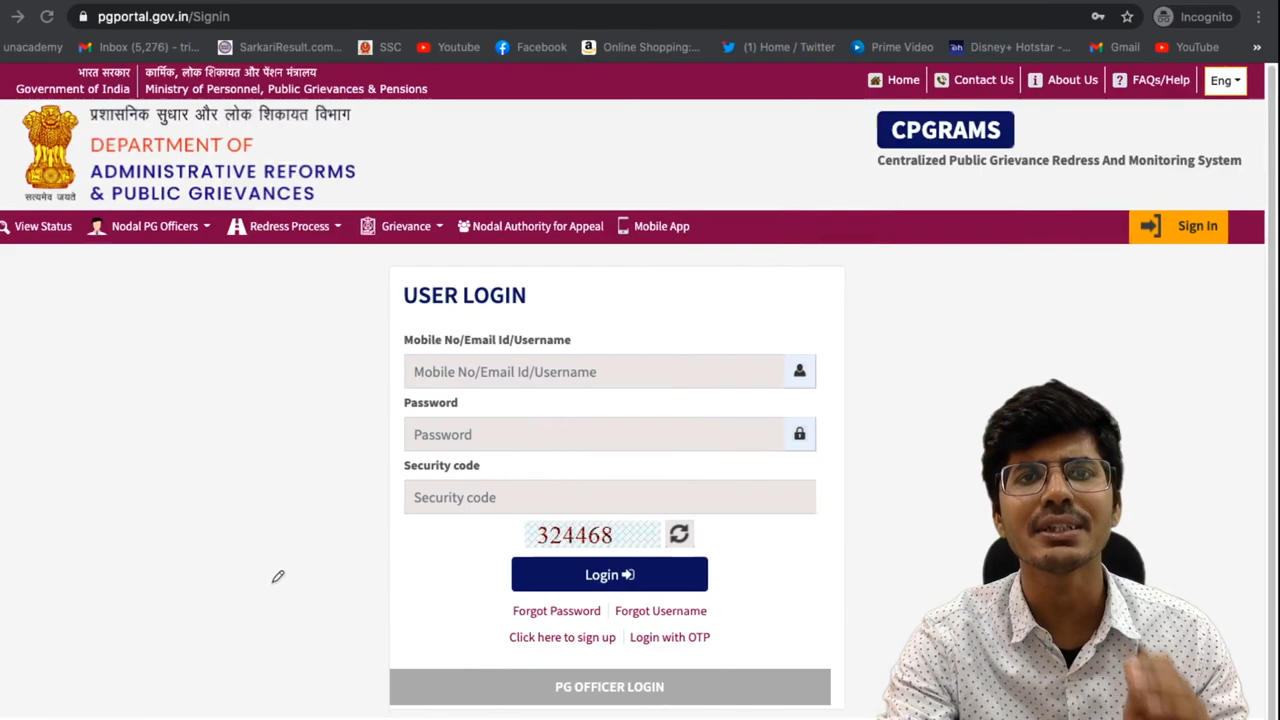 pgportal.gov.in/Signin
Incognito
unacademy
Inbox (5,276) - tri...
SarkariResult.com...
SSC
Youtube
Facebook
Online Shopping:...
(1) Home / Twitter
Prime Video
Disney+ Hotstar -...
Gmail
YouTube
»
भारत सरकार
Government of India
कार्मिक, लोक शिकायत और पेंशन मंत्रालय
Ministry of Personnel, Public Grievances & Pensions
Home
Contact Us
About Us
FAQs/Help
Eng
सत्यमेव जयते
प्रशासनिक सुधार और लोक शिकायत विभाग
DEPARTMENT OF
ADMINISTRATIVE REFORMS
& PUBLIC GRIEVANCES
CPGRAMS
Centralized Public Grievance Redress And Monitoring System
View Status
Nodal PG Officers
Redress Process
Grievance
Nodal Authority for Appeal
Mobile App
Sign In
USER LOGIN
Mobile No/Email Id/Username
Mobile No/Email Id/Username
Password
Password
Security code
Security code
324468
Login
Forgot Password
Forgot Username
Click here to sign up
Login with OTP
PG OFFICER LOGIN